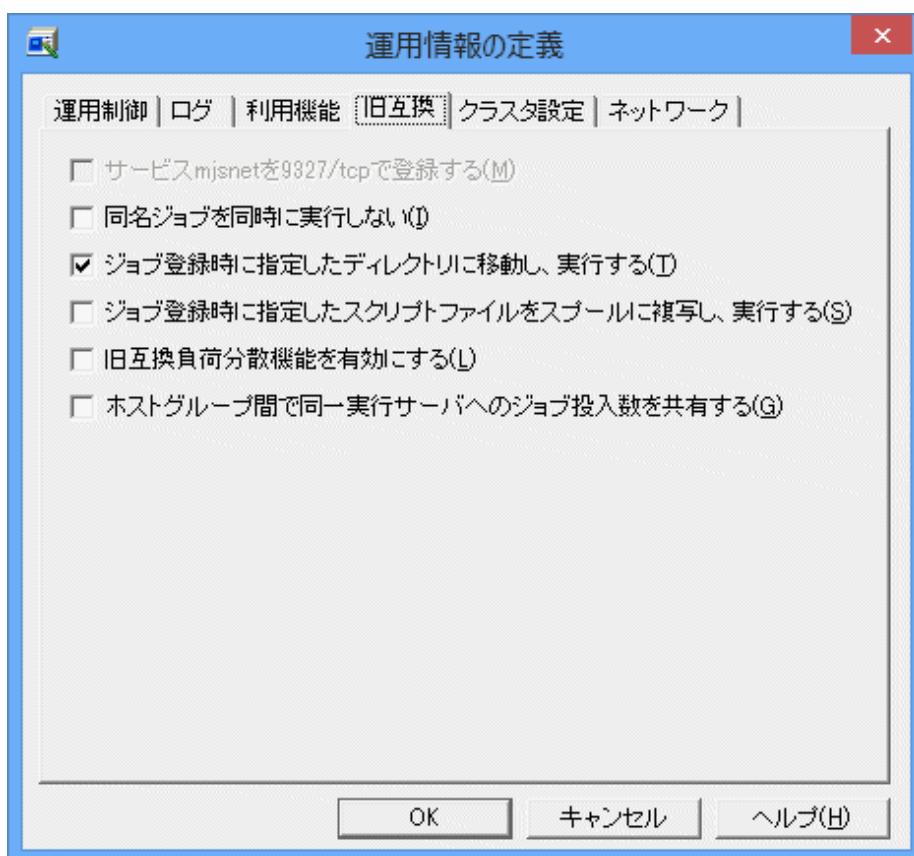 運用情報の定義
運用制御 ログ 利用機能 旧互換 クラスタ設定 ネットワーク
サービスmjsnetを9327/tcpで登録する(M)
同名ジョブを同時に実行しない(I)
ジョブ登録時に指定したディレクトリに移動し、実行する(T)
ジョブ登録時に指定したスクリプトファイルをスプールに複写し、実行する(S)
旧互換負荷分散機能を有効にする(L)
ホストグループ間で同一実行サーバへのジョブ投入数を共有する(G)
OK キャンセル ヘルプ(H)